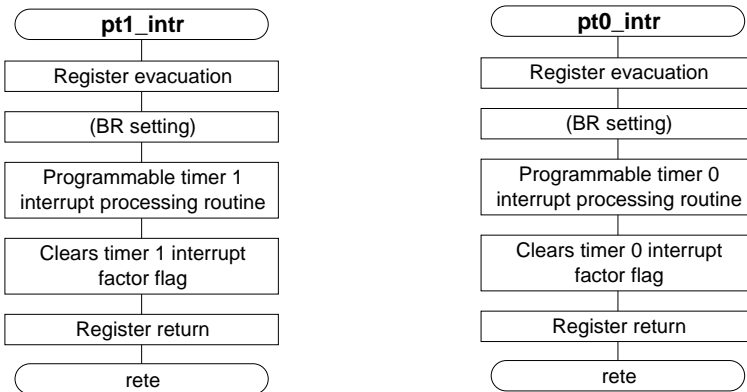 pt1_intr
Register evacuation
(BR setting)
Programmable timer 1
interrupt processing routine
Clears timer 1 interrupt
factor flag
Register return
rete
pt0_intr
Register evacuation
(BR setting)
Programmable timer 0
interrupt processing routine
Clears timer 0 interrupt
factor flag
Register return
rete